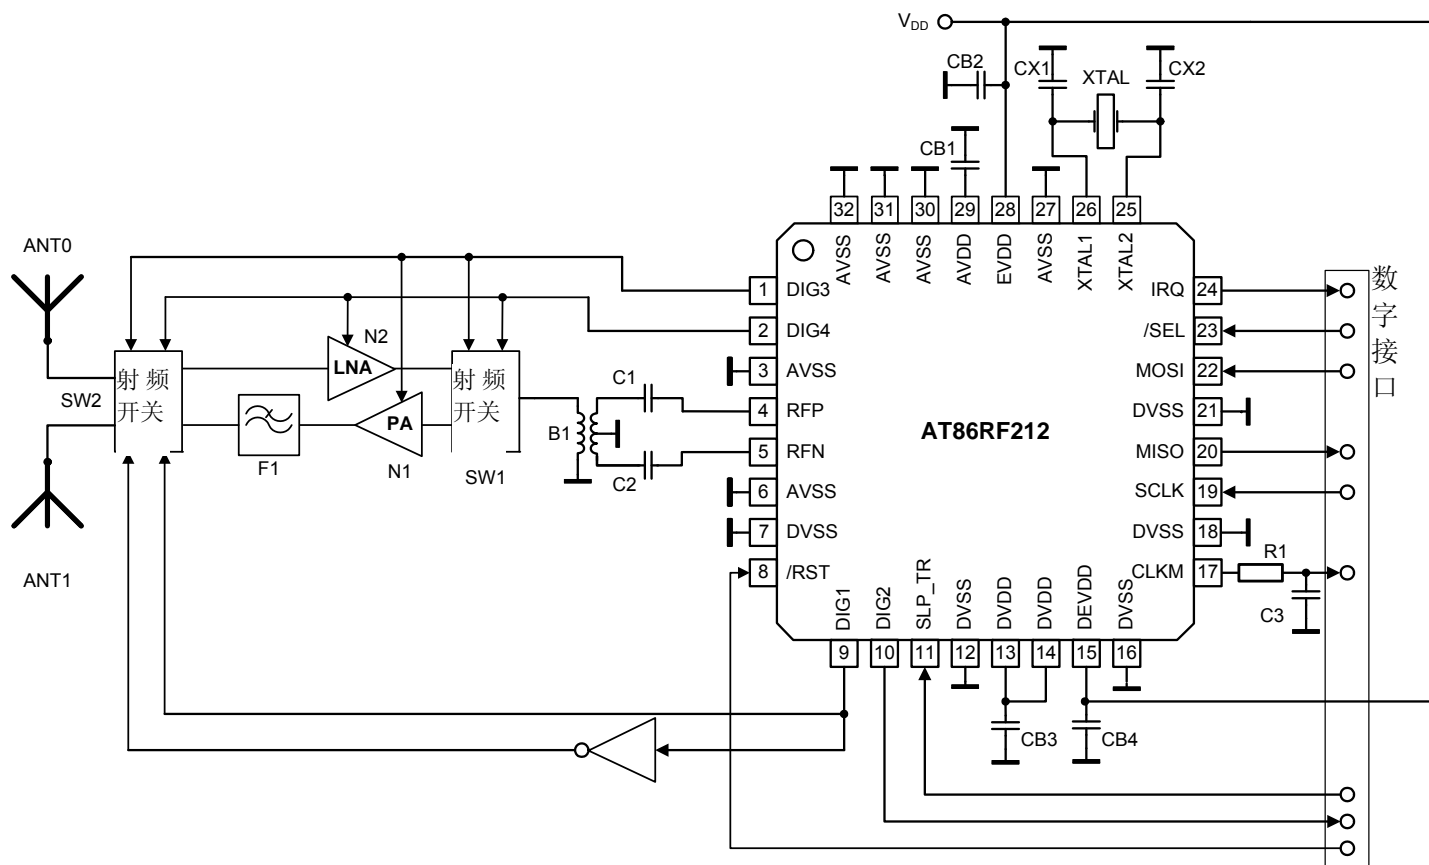 V_DD
CB2
CX1
XTAL
CX2
CB1
32
31
30
29
28
27
26
25
AVSS
AVSS
AVSS
AVDD
EVDD
AVSS
XTAL1
XTAL2
ANT0
1
DIG3
IRQ
24
数字接口
2
DIG4
/SEL
23
N2
LNA
3
AVSS
MOSI
22
射 频
开关
射 频
开关
SW2
C1
4
RFP
DVSS
21
PA
B1
AT86RF212
5
RFN
MISO
20
F1
N1
SW1
C2
6
AVSS
SCLK
19
7
DVSS
DVSS
18
ANT1
8
/RST
CLKM
17
R1
C3
DIG1
DIG2
SLP_TR
DVSS
DVDD
DVDD
DEVDD
DVSS
9
10
11
12
13
14
15
16
CB3
CB4